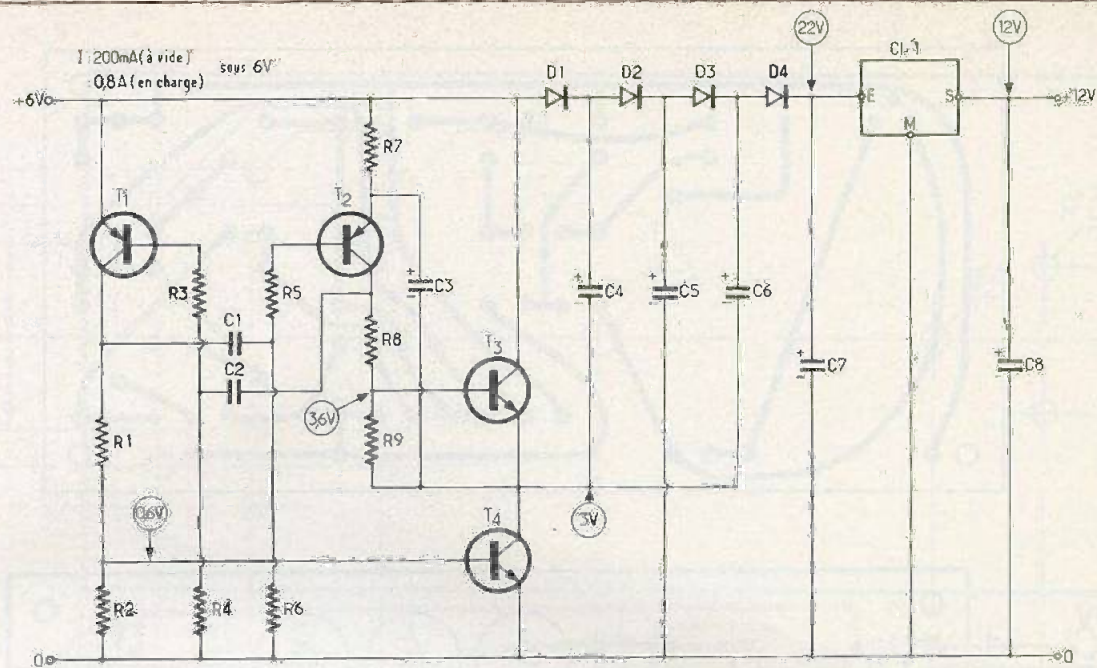 I : 200mA (à vide)
: 0,8A (en charge)
sous 6V
22V
12V
CI-1
D1
D2
D3
D4
+6V
E
S
+12V
M
R7
T1
T2
R3
R5
C3
C4
C5
C6
C1
R8
T3
C2
C7
C8
3,6V
R1
R9
0,6V
3V
T4
R2
R4
R6
0
0